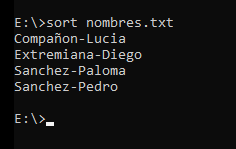 E:\>sort nombres.txt
Compañon-Lucia
Extremiana-Diego
Sanchez-Paloma
Sanchez-Pedro
E:\>